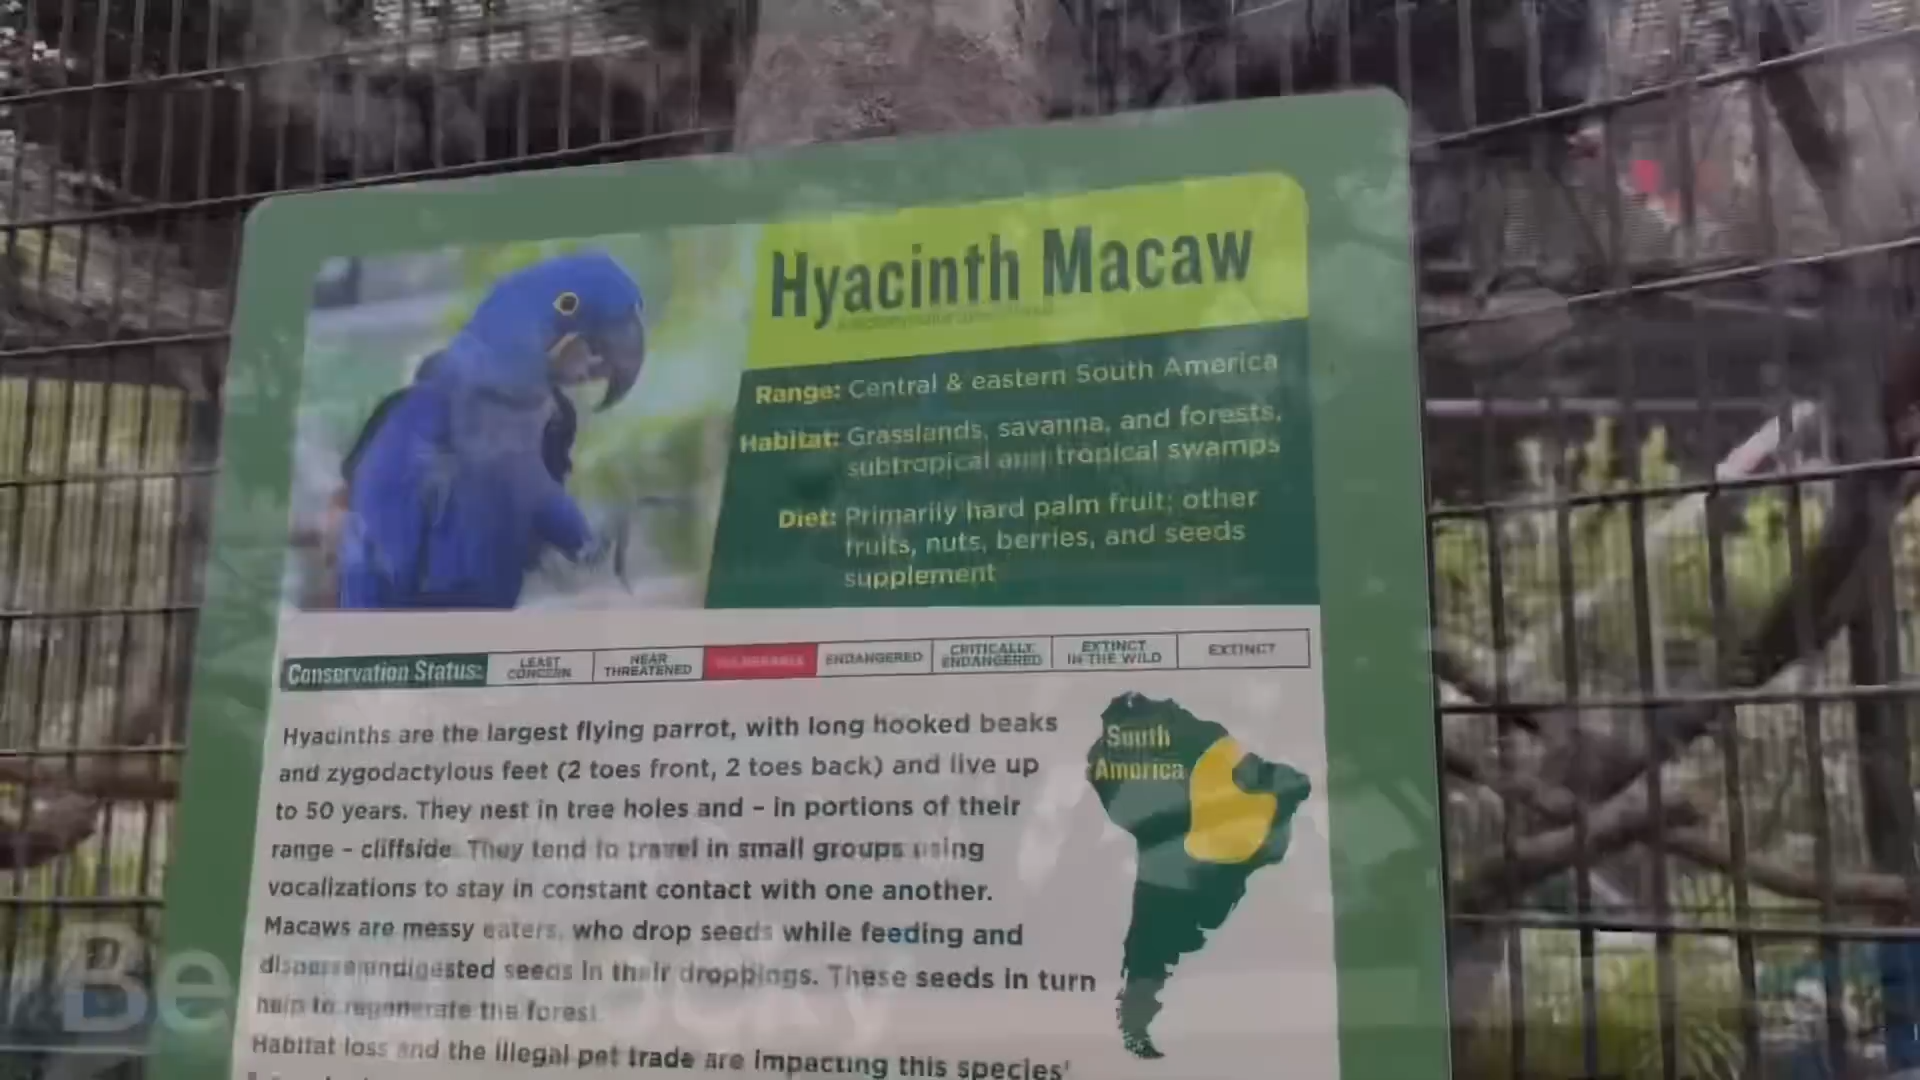 Hyacinth Macaw
Range: Central & eastern South America
Habitat: Grasslands, savanna, and forests,
subtropical and tropical swamps
Diet: Primarily hard palm fruit; other
fruits, nuts, berries, and seeds
supplement
Conservation Status:
LEAST CONCERN
NEAR THREATENED
VULNERABLE
ENDANGERED
CRITICALLY ENDANGERED
EXTINCT IN THE WILD
EXTINCT
Hyacinths are the largest flying parrot, with long hooked beaks
and zygodactylous feet (2 toes front, 2 toes back) and live up
to 50 years. They nest in tree holes and – in portions of their
range – cliffside. They tend to travel in small groups using
vocalizations to stay in constant contact with one another.
Macaws are messy eaters, who drop seeds while feeding and
disperse undigested seeds in their droppings. These seeds in turn
help to regenerate the forest.
Habitat loss and the illegal pet trade are impacting this species'
South
America